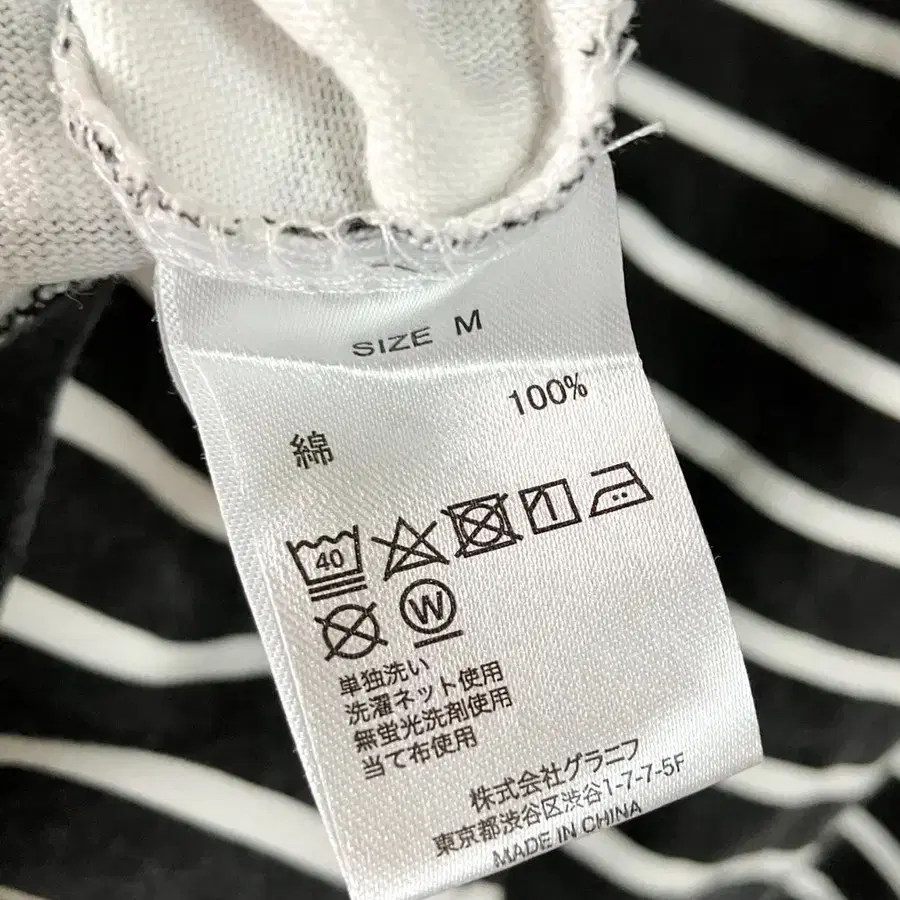 SIZE M
綿 100%
40
W
単独洗い
洗濯ネット使用
無蛍光洗剤使用
当て布使用
株式会社グラニフ
東京都渋谷区渋谷1-7-7-5F
MADE IN CHINA